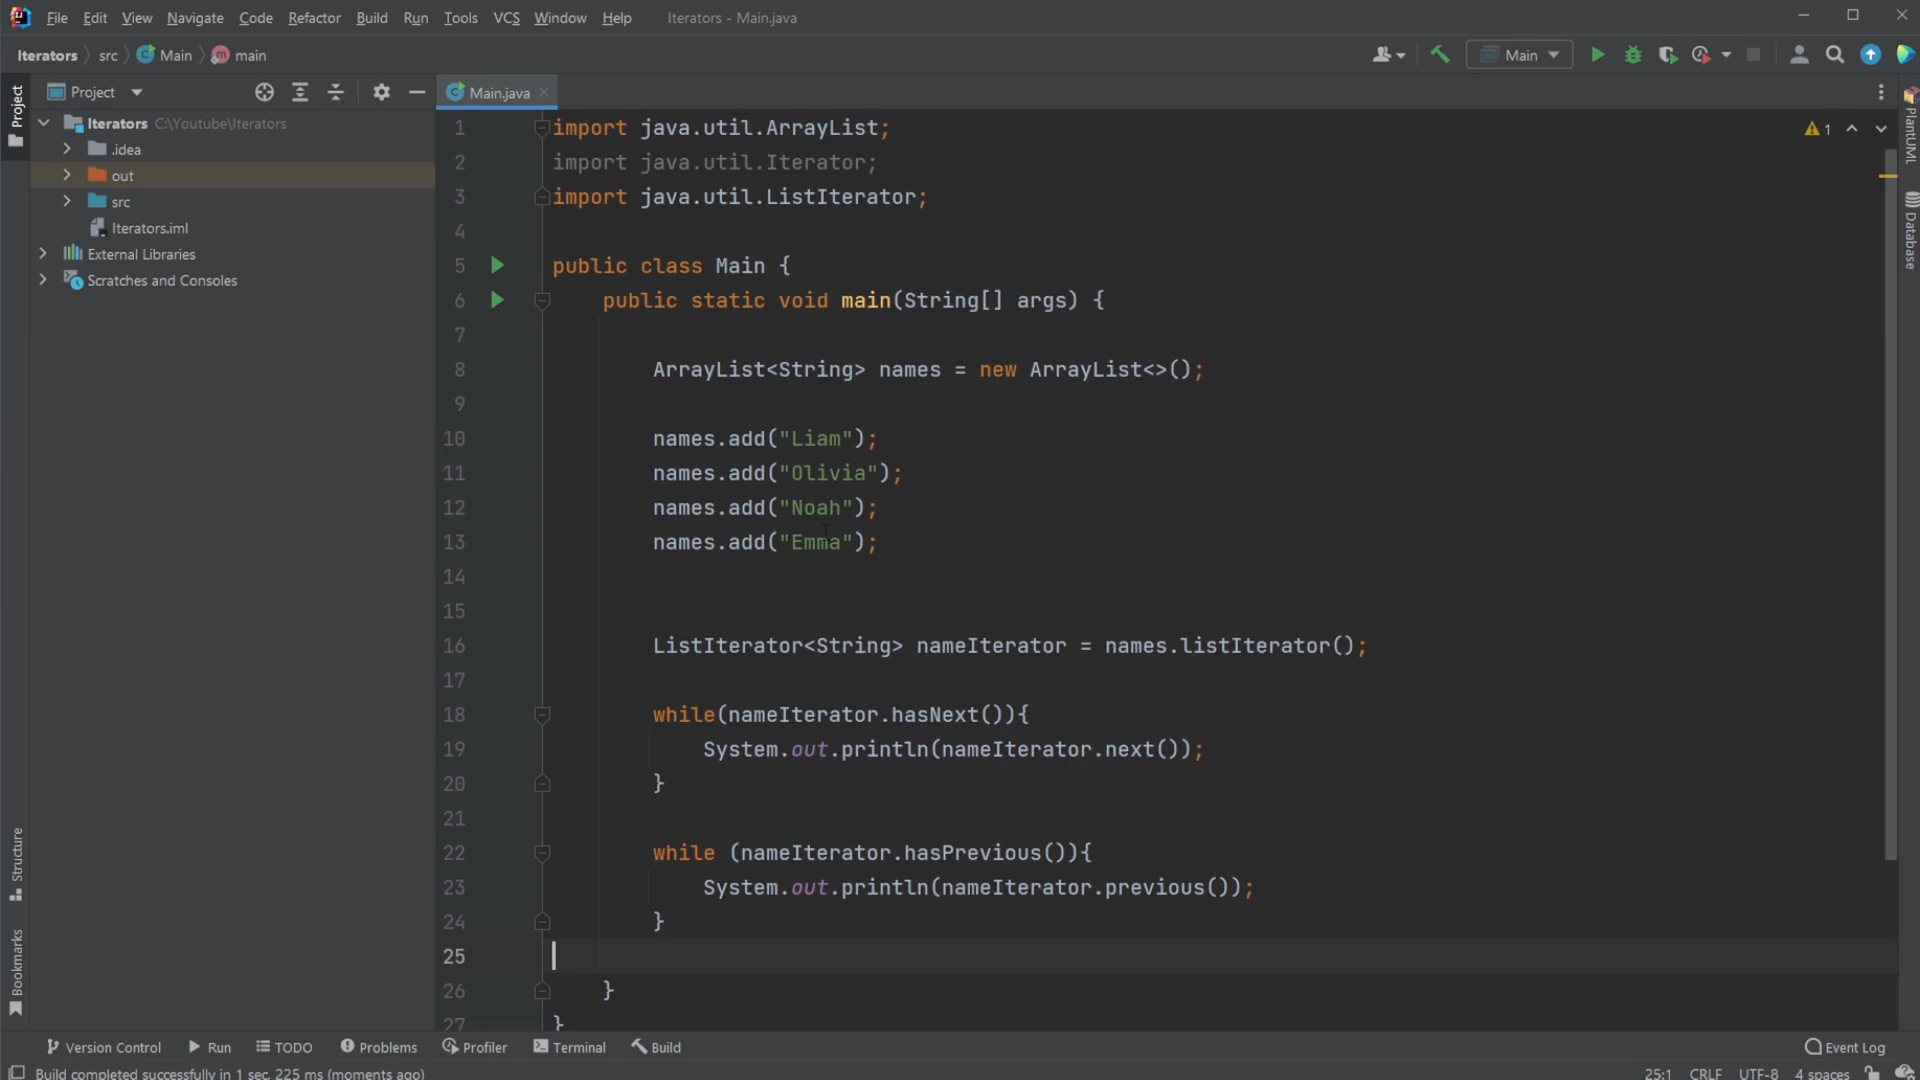 File Edit View Navigate Code Refactor Build Run Tools VCS Window Help Iterators - Main.java
Iterators src Main main Main
Project Main.java
Project
Iterators C:\Youtube\Iterators
.idea
out
src
Iterators.iml
External Libraries
Scratches and Consoles
1 import java.util.ArrayList;
2 import java.util.Iterator;
3 import java.util.ListIterator;
4
5 public class Main {
6 public static void main(String[] args) {
7
8 ArrayList<String> names = new ArrayList<>();
9
10 names.add("Liam");
11 names.add("Olivia");
12 names.add("Noah");
13 names.add("Emma");
14
15
16 ListIterator<String> nameIterator = names.listIterator();
17
18 while(nameIterator.hasNext()){
19 System.out.println(nameIterator.next());
20 }
21
22 while (nameIterator.hasPrevious()){
23 System.out.println(nameIterator.previous());
24 }
25
26 }
27 }
1
PlantUML
Database
Structure
Bookmarks
Version Control Run TODO Problems Profiler Terminal Build Event Log
Build completed successfully in 1 sec, 225 ms (moments ago) 25:1 CRLF UTF-8 4 spaces